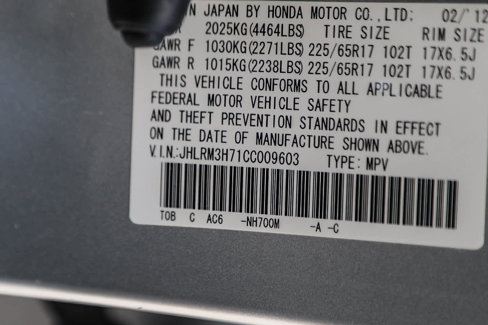 N JAPAN BY HONDA MOTOR CO., LTD: 02/'12
R 2025KG(4464LBS) TIRE SIZE RIM SIZE
GAWR F 1030KG(2271LBS) 225/65R17 102T 17X6.5J
GAWR R 1015KG(2238LBS) 225/65R17 102T 17X6.5J
THIS VEHICLE CONFORMS TO ALL APPLICABLE
FEDERAL MOTOR VEHICLE SAFETY
AND THEFT PREVENTION STANDARDS IN EFFECT
ON THE DATE OF MANUFACTURE SHOWN ABOVE.
V.I.N.:JHLRM3H71CC009603 TYPE: MPV
TOB C AC6 -NH700M -A -C